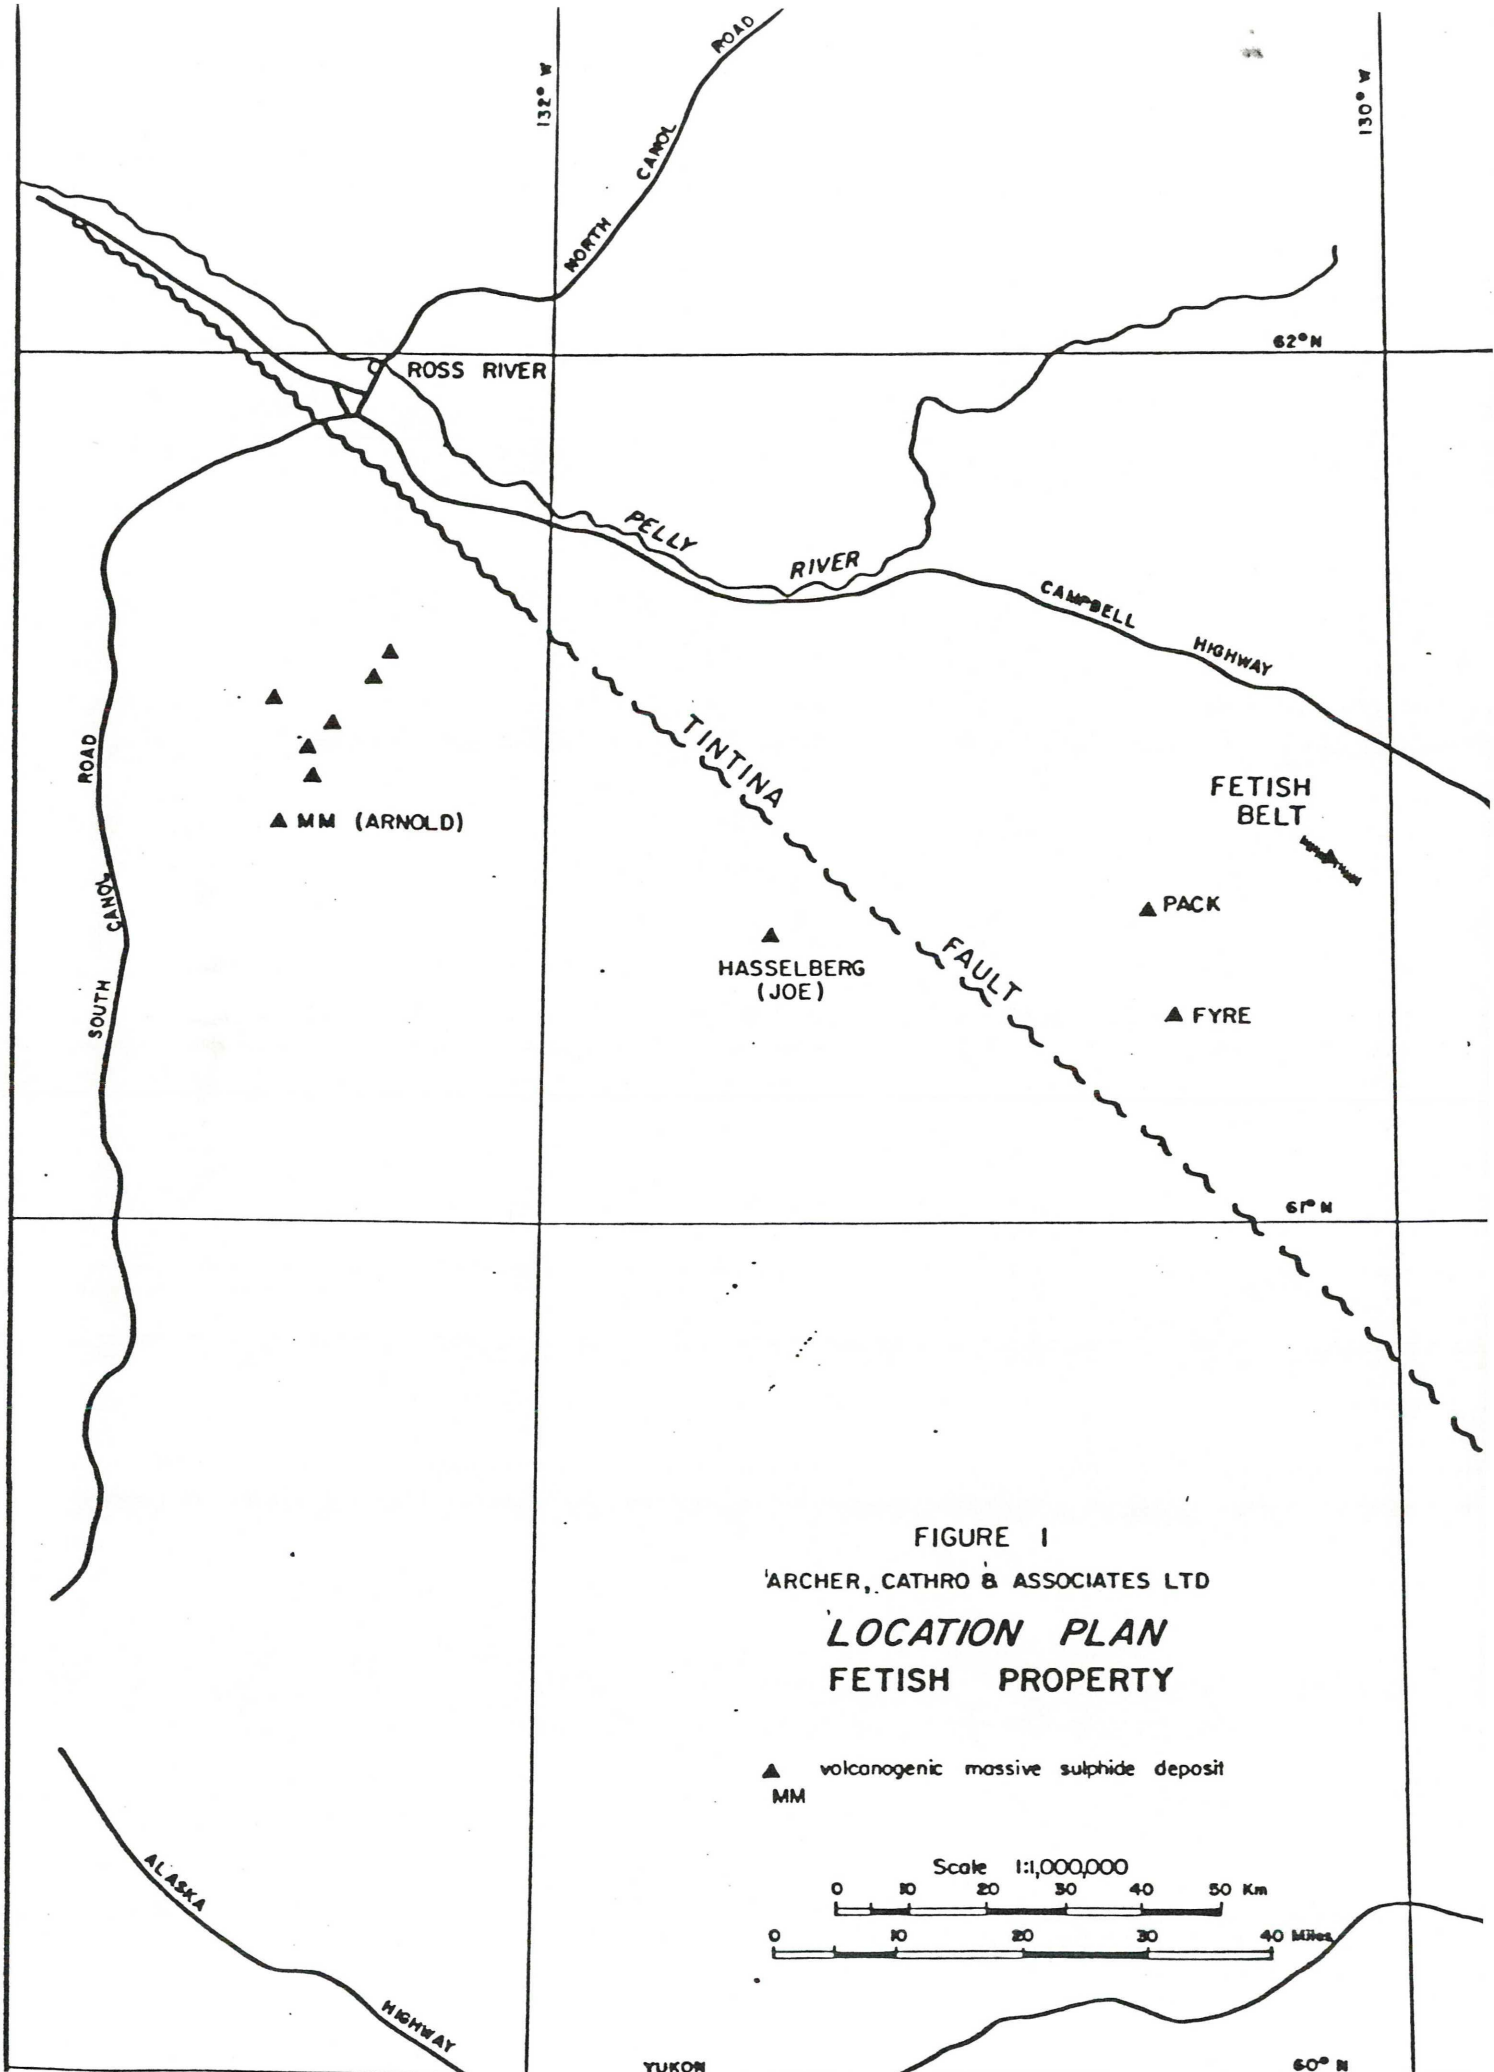 ROAD
132° W
130° W
CANOL
NORTH
62° N
ROSS RIVER
PELLY
RIVER
CAMPBELL
HIGHWAY
TINTINA
ROAD
FETISH
BELT
MM (ARNOLD)
CANOL
PACK
HASSELBERG
(JOE)
FAULT
SOUTH
FYRE
61° N
FIGURE 1
ARCHER, CATHRO & ASSOCIATES LTD
LOCATION PLAN
FETISH PROPERTY
volcanogenic massive sulphide deposit
MM
Scale 1:1,000,000
0 10 20 30 40 50 Km
0 10 20 30 40 Miles
ALASKA
HIGHWAY
YUKON
60° N